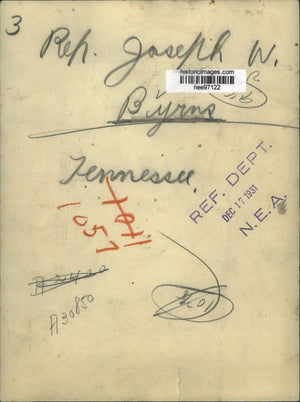 3
Rep. Joseph W.
historicimages.com
nee97122
Byrns
Tennessee
REF. DEPT.
DEC 17 1931
N.E.A.
1057
A30850